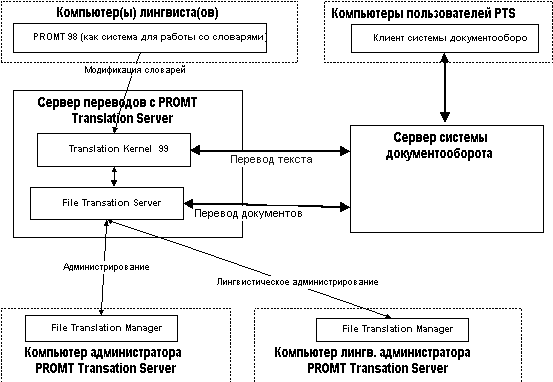 Компьютер(ы) лингвиста(ов)
PROMT 98 (как система для работы со словарями)
Компьютеры пользователей PTS
Клиент системы документооборо
Модификация словарей
Сервер переводов с PROMT
Translation Server
Translation Kernel 99
File Transation Server
Перевод текста
Перевод документов
Сервер системы
документооборота
Администрирование
Лингвистическое администрирование
File Translation Manager
Компьютер администратора
PROMT Transation Server
File Translation Manager
Компьютер лингв. администратора
PROMT Transation Server